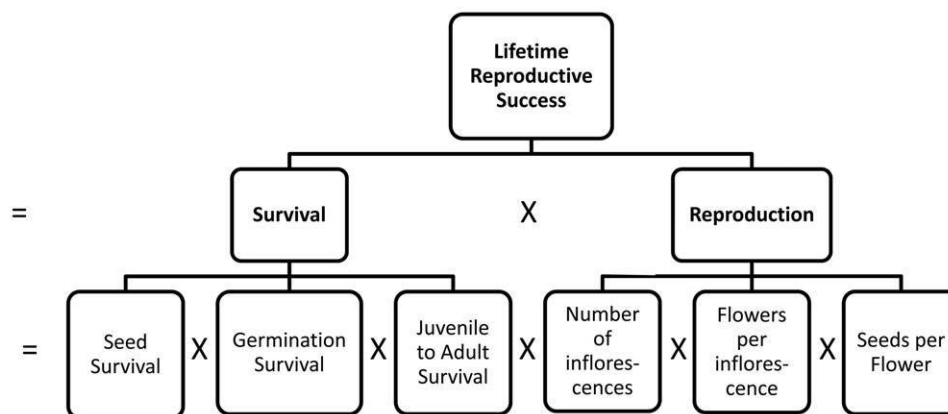 Lifetime
Reproductive
Success
=
Survival
X
Reproduction
=
Seed
Survival
X
Germination
Survival
X
Juvenile
to Adult
Survival
X
Number
of
inflores-
cences
X
Flowers
per
inflores-
cence
X
Seeds per
Flower